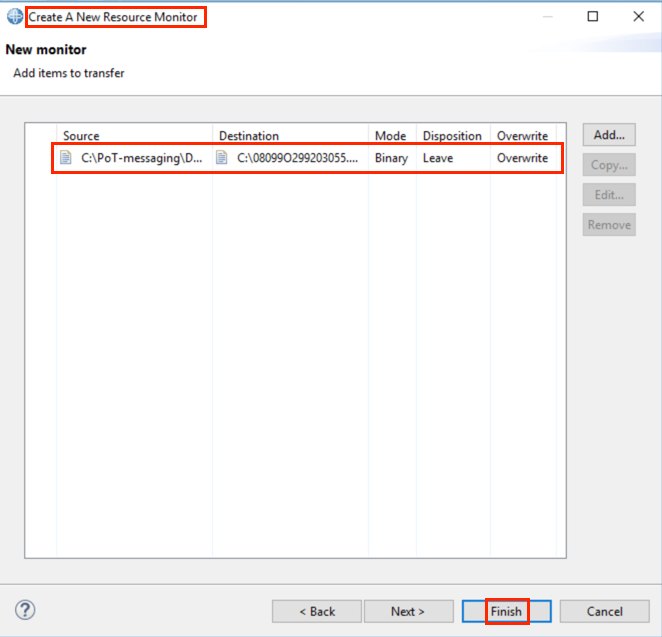 Create A New Resource Monitor
New monitor
Add items to transfer
Source Destination Mode Disposition Overwrite
C:\PoT-messaging\D... C:\08099O299203055.... Binary Leave Overwrite
Add...
Copy...
Edit...
Remove
? < Back Next > Finish Cancel